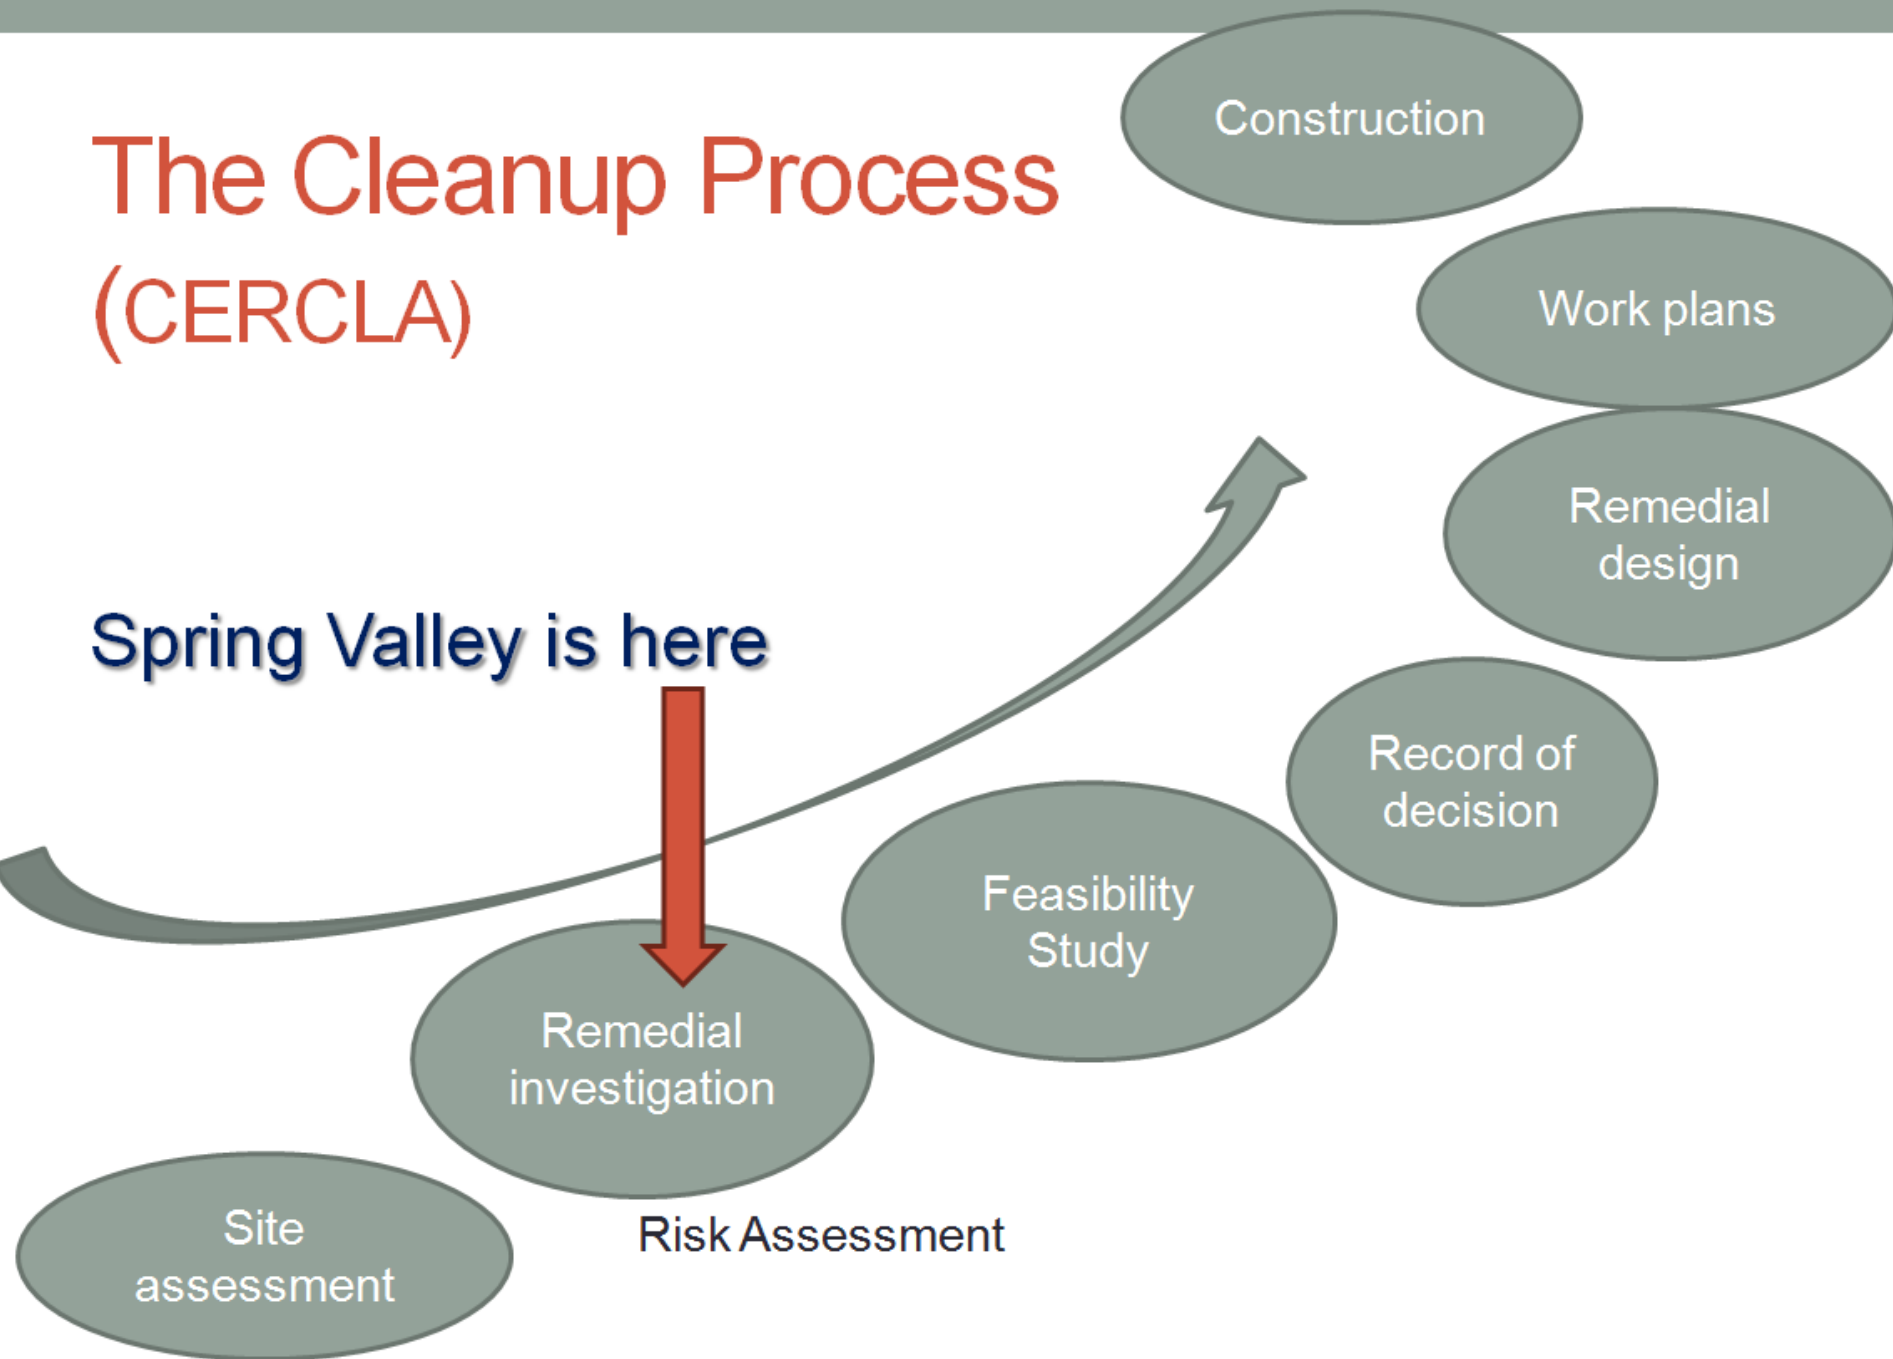 The Cleanup Process
(CERCLA)
Construction
Work plans
Remedial
design
Spring Valley is here
Record of
decision
Feasibility
Study
Remedial
investigation
Risk Assessment
Site
assessment